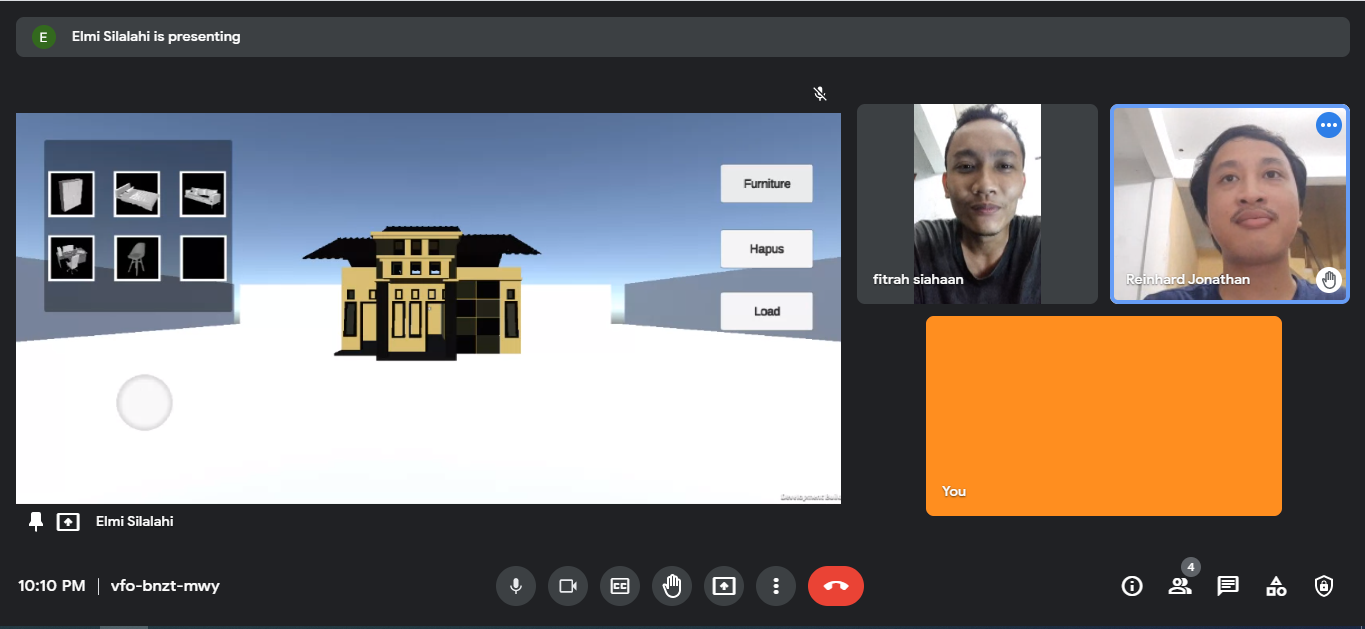 E
Elmi Silalahi is presenting
Furniture
Hapus
Load
Development Build
Elmi Silalahi
fitrah siahaan
Reinhard Jonathan
You
10:10 PM | vfo-bnzt-mwy
CC
4